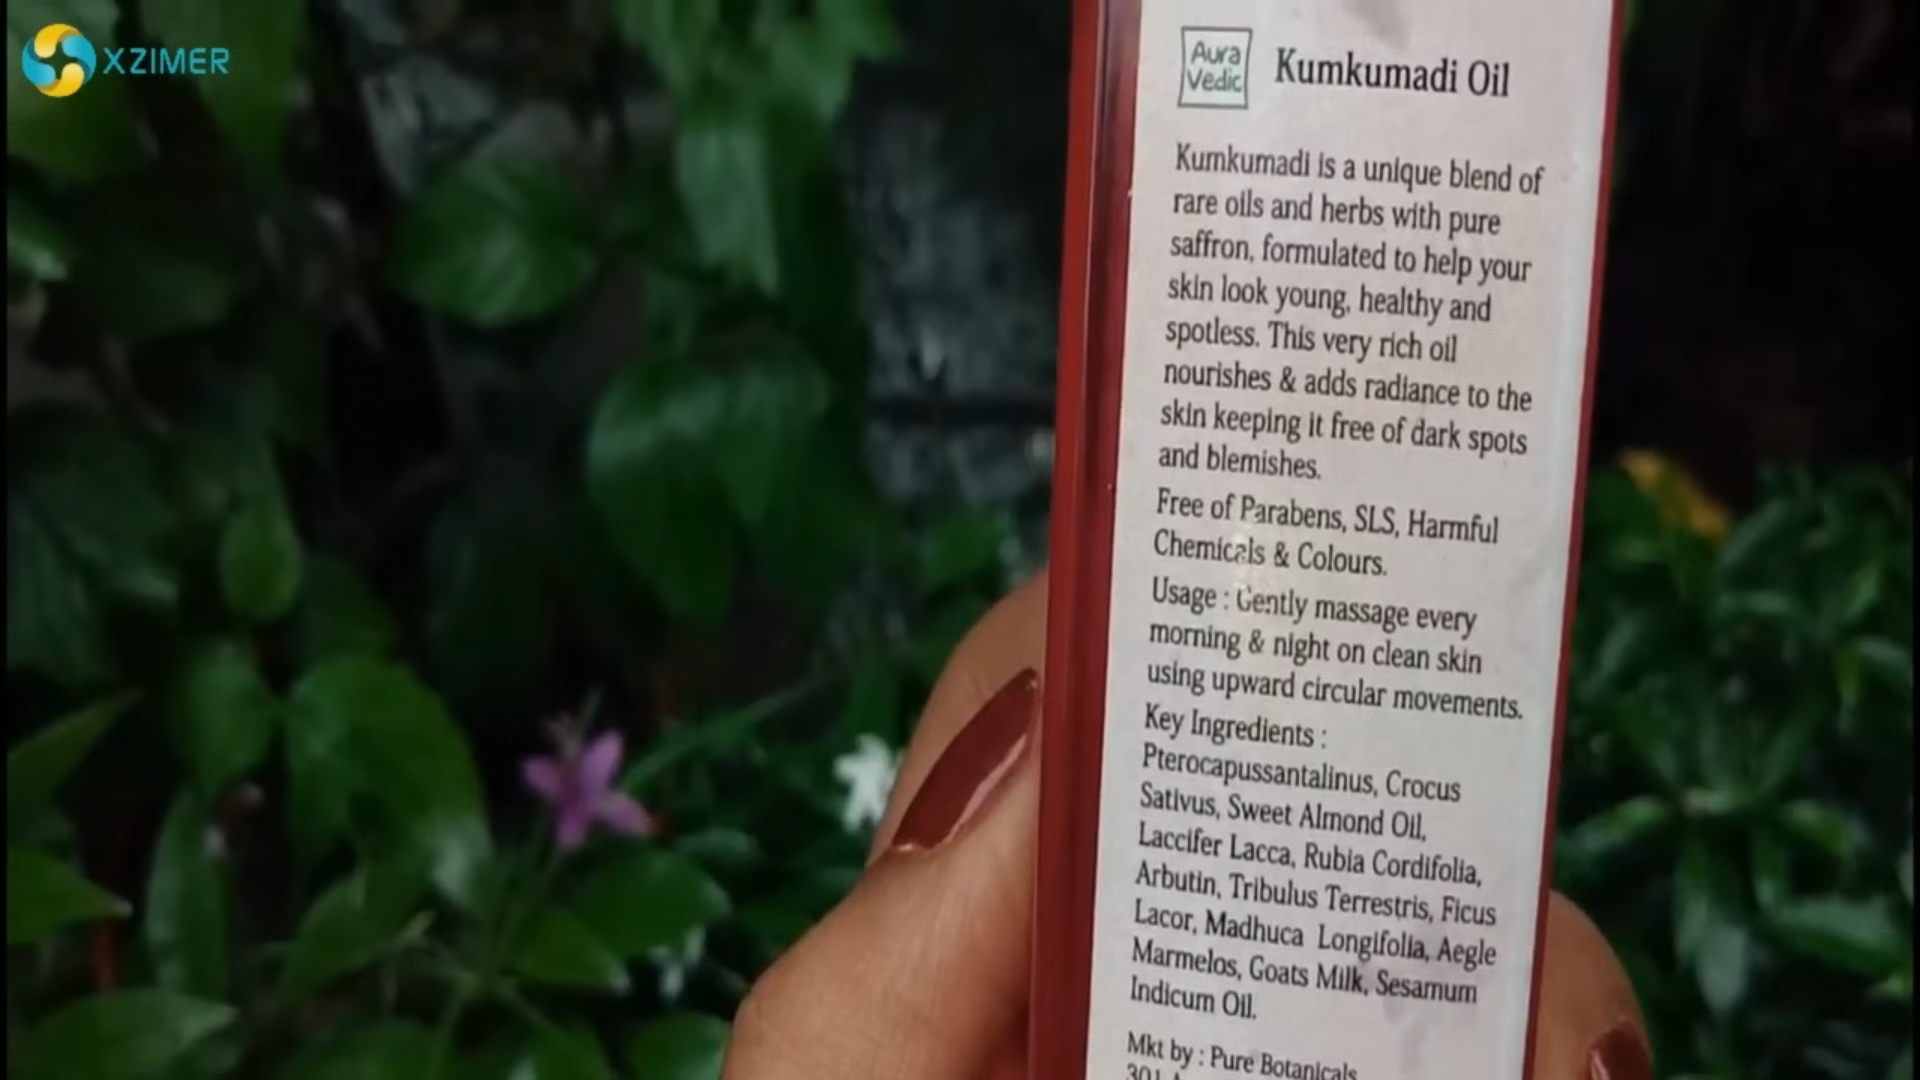 XZIMER
Aura
Vedic
Kumkumadi Oil
Kumkumadi is a unique blend of
rare oils and herbs with pure
saffron, formulated to help your
skin look young, healthy and
spotless. This very rich oil
nourishes & adds radiance to the
skin keeping it free of dark spots
and blemishes.
Free of Parabens, SLS, Harmful
Chemicals & Colours.
Usage : Gently massage every
morning & night on clean skin
using upward circular movements.
Key Ingredients :
Pterocapussantalinus, Crocus
Sativus, Sweet Almond Oil,
Laccifer Lacca, Rubia Cordifolia,
Arbutin, Tribulus Terrestris, Ficus
Lacor, Madhuca Longifolia, Aegle
Marmelos, Goats Milk, Sesamum
Indicum Oil.
Mkt by : Pure Botanicals